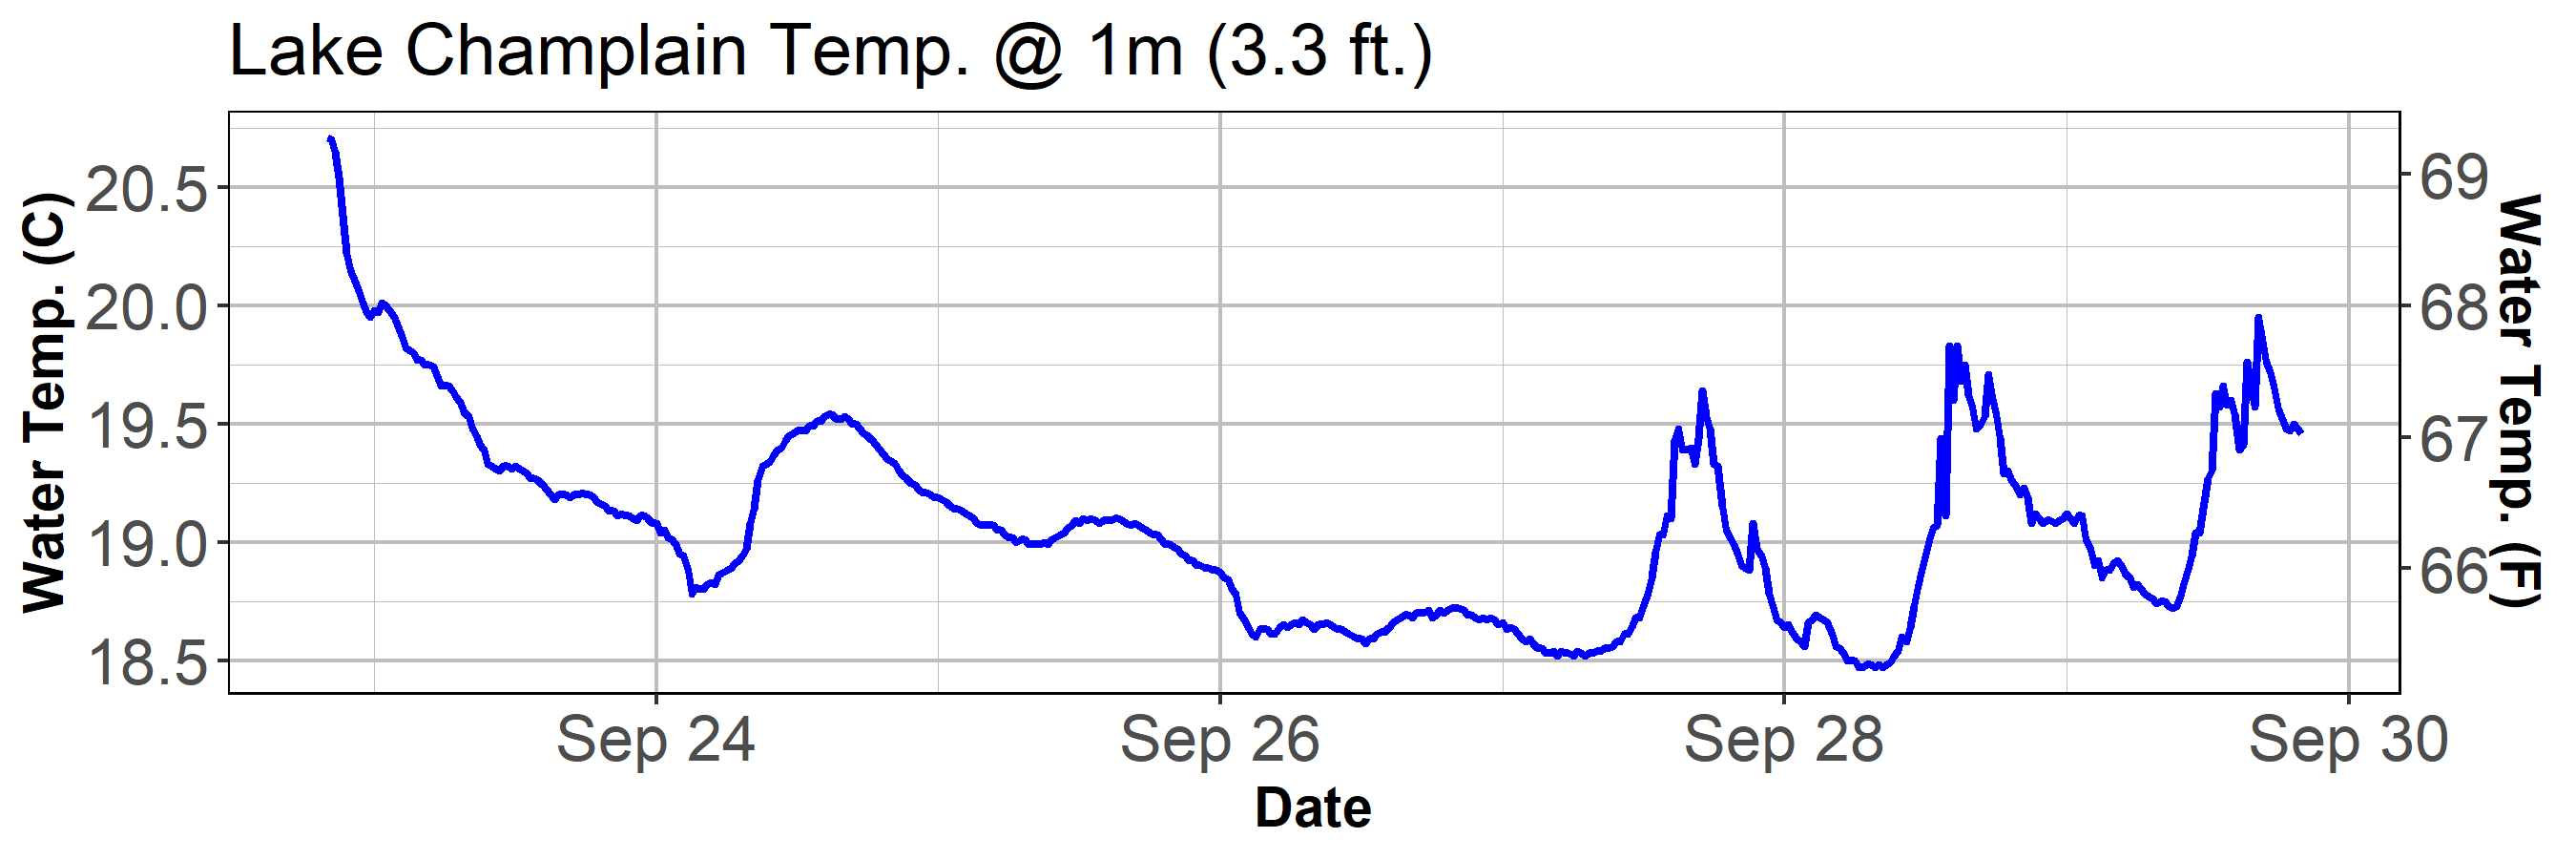 Lake Champlain Temp. @ 1m (3.3 ft.)
Water Temp. (C)
20.5
20.0
19.5
19.0
18.5
69
68
67
66
Water Temp. (F)
Sep 24 Sep 26 Sep 28 Sep 30
Date